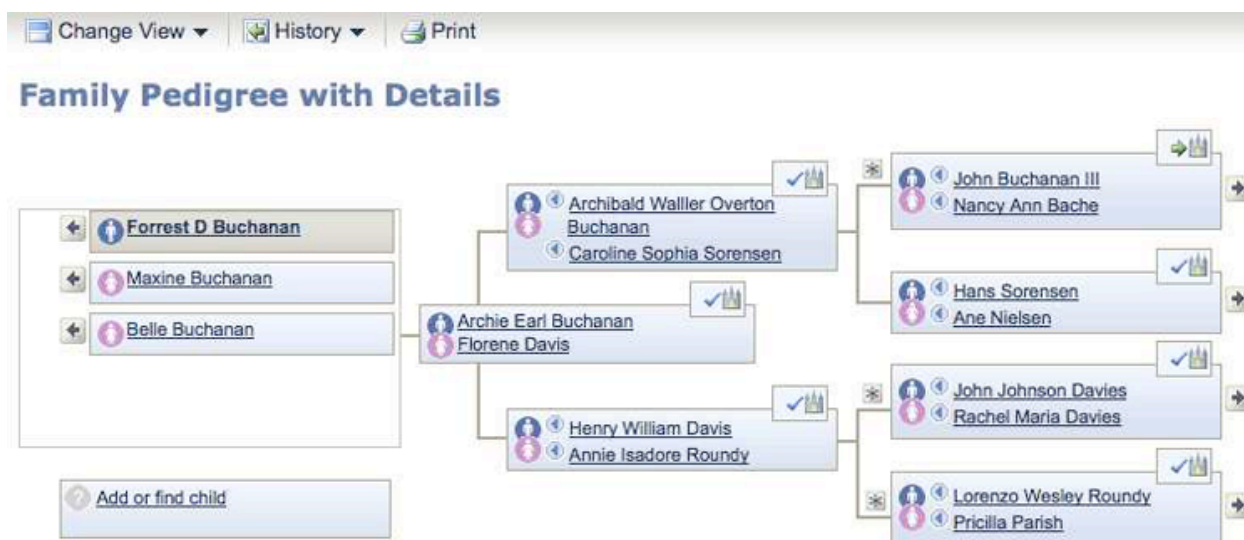 Change View History Print
Family Pedigree with Details
Forrest D Buchanan
Maxine Buchanan
Belle Buchanan
Add or find child
Archie Earl Buchanan
Florene Davis
Archibald Walller Overton
Buchanan
Caroline Sophia Sorensen
Henry William Davis
Annie Isadore Roundy
John Buchanan III
Nancy Ann Bache
Hans Sorensen
Ane Nielsen
John Johnson Davies
Rachel Maria Davies
Lorenzo Wesley Roundy
Pricilla Parish